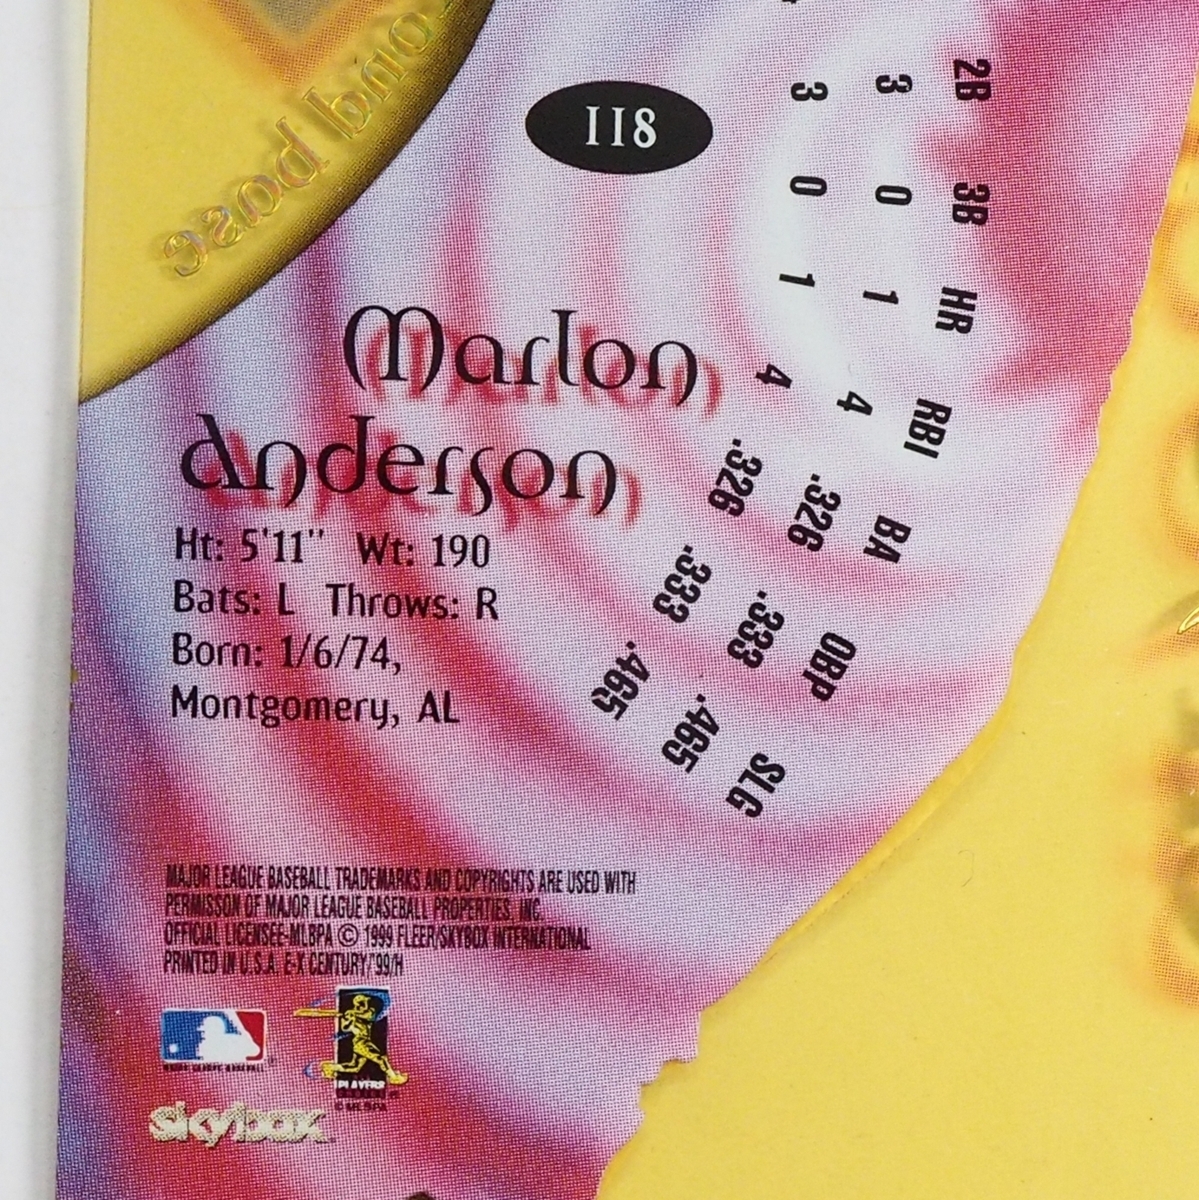 second base
118
2B 3B HR RBI BA OBP SLG
3 0 1 4 .326 .333 .465
3 0 1 4 .326 .333 .465
Marlon
Anderson
Ht: 5'11" Wt: 190
Bats: L Throws: R
Born: 1/6/74,
Montgomery, AL
MAJOR LEAGUE BASEBALL TRADEMARKS AND COPYRIGHTS ARE USED WITH
PERMISSON OF MAJOR LEAGUE BASEBALL PROPERTIES, INC.
OFFICIAL LICENSEE-MLBPA © 1999 FLEER/SKYBOX INTERNATIONAL
PRINTED IN U.S.A. E-X CENTURY/'99/H
PLAYERS
© MLBPA
skybox